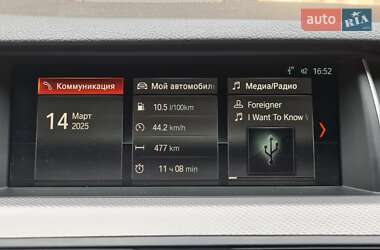 auto RIA
16:52
Коммуникация
Мой автомобил
Медиа/Радио
14 Март
2025
10.5 l/100km
44.2 km/h
477 km
11 ч 08 min
Foreigner
I Want To Know